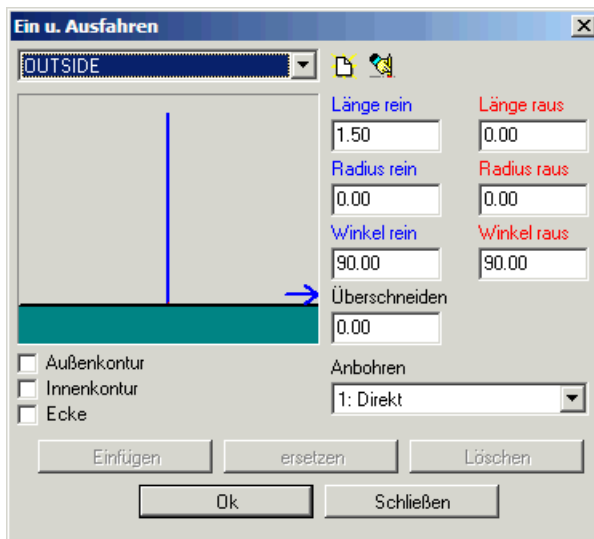 Ein u. Ausfahren
OUTSIDE
Länge rein Länge raus
1.50 0.00
Radius rein Radius raus
0.00 0.00
Winkel rein Winkel raus
90.00 90.00
Überschneiden
0.00
Außenkontur
Innenkontur
Ecke
Anbohren
1: Direkt
Einfügen ersetzen Löschen
Ok Schließen